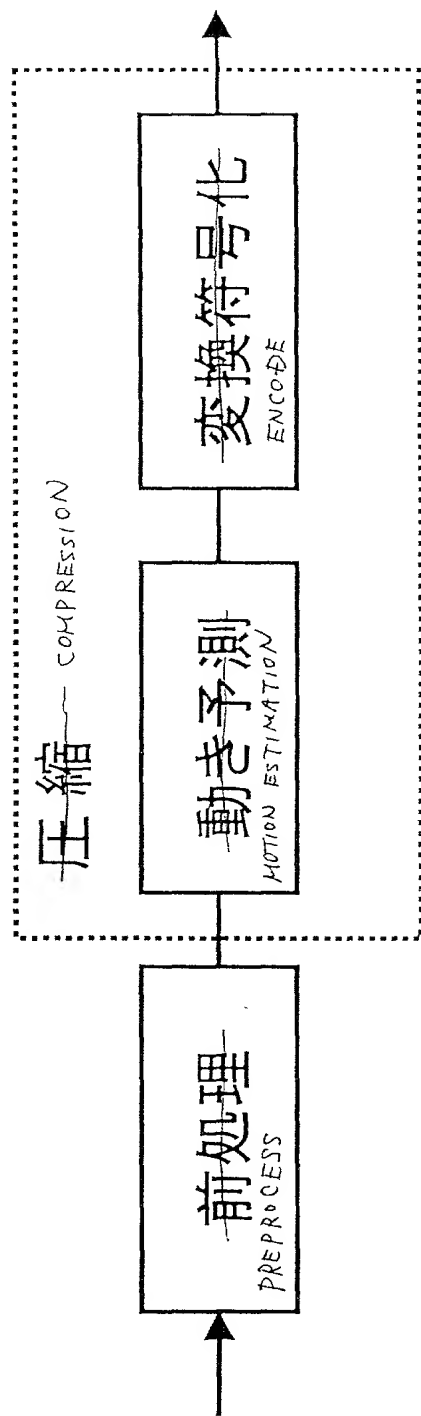 圧縮 COMPRESSION
前処理
PREPROCESS
動き予測
MOTION ESTIMATION
変換符号化
ENCODE